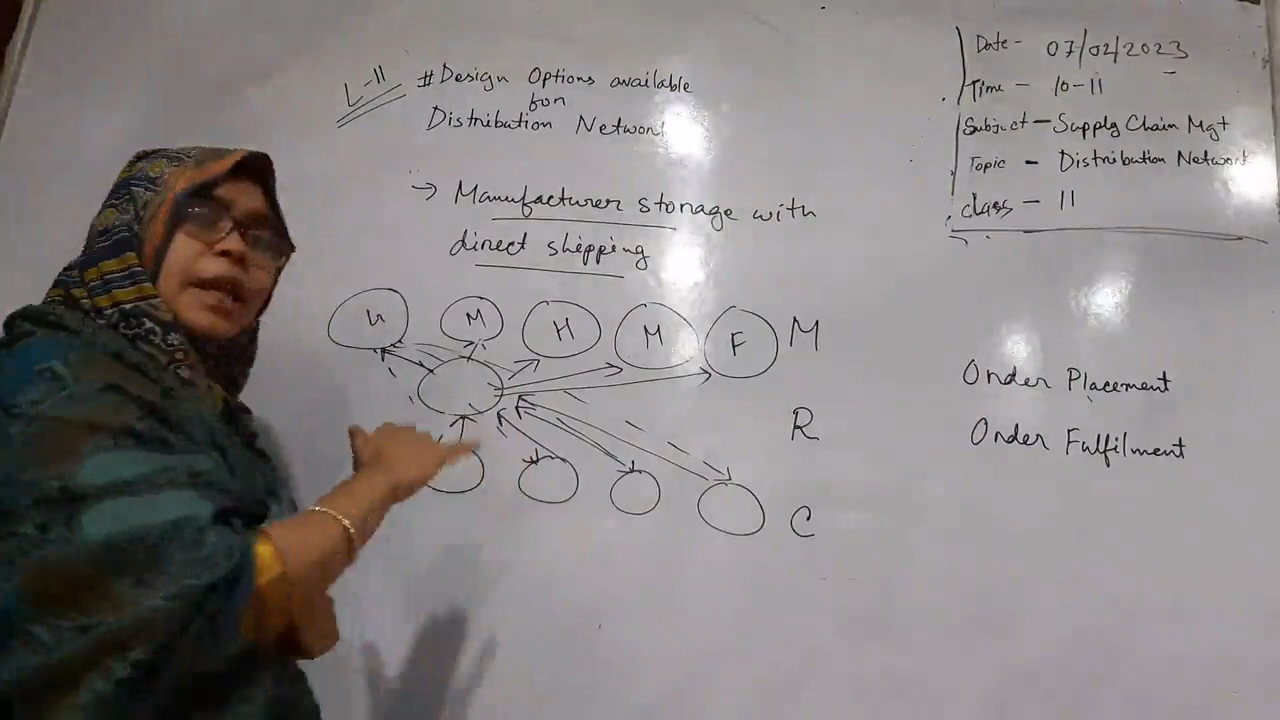 L-11
#Design Options available
for
Distribution Network
→ Manufacturer storage with
direct shipping
M
H
M
F
M
R
C
Date- 07/02/2023
Time - 10-11
Subject - Supply Chain Mgt
Topic - Distribution Network
Class - 11
Order Placement
Order Fulfilment